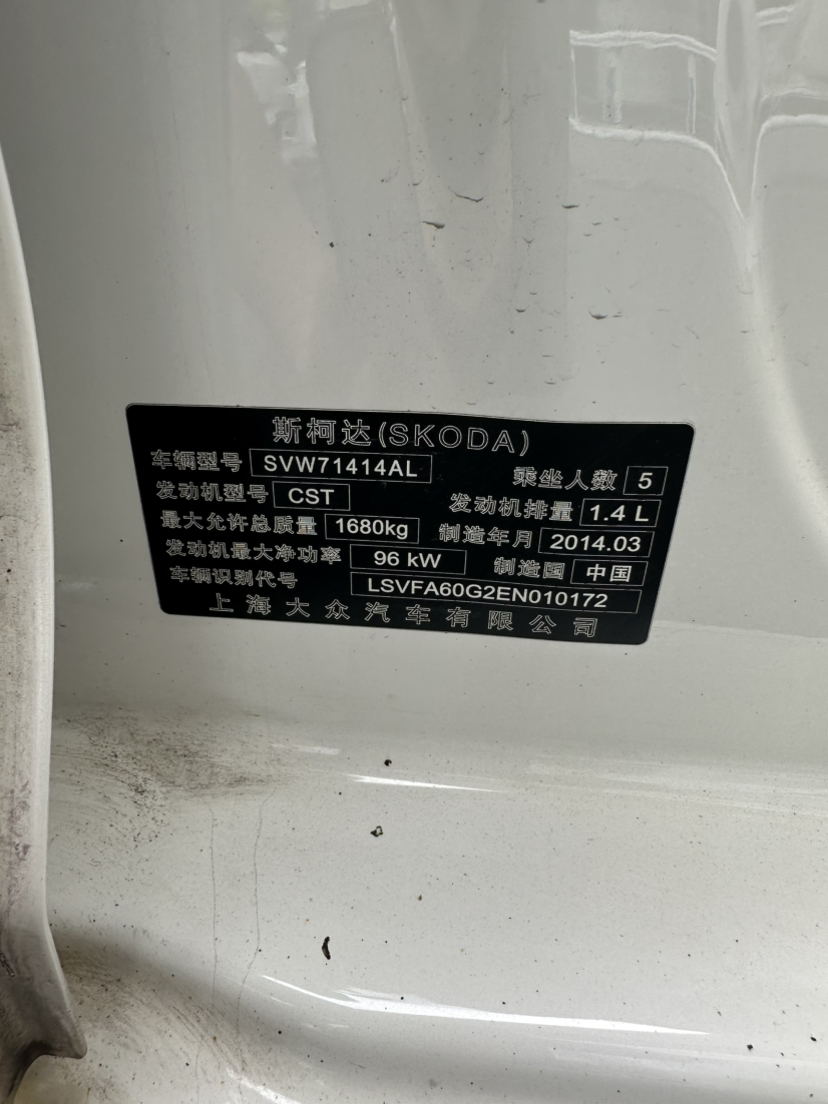 斯柯达(SKODA)
车辆型号 SVW71414AL 乘坐人数 5
发动机型号 CST 发动机排量 1.4 L
最大允许总质量 1680kg 制造年月 2014.03
发动机最大净功率 96 kW 制造国 中国
车辆识别代号 LSVFA60G2EN010172
上海大众汽车有限公司